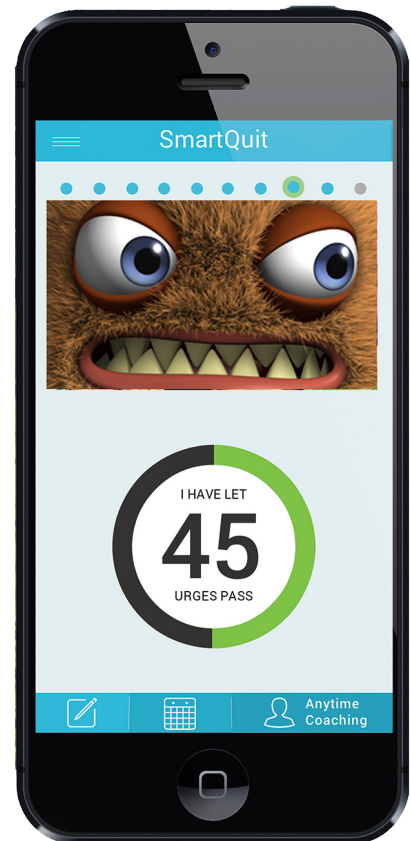 SmartQuit
I HAVE LET
45
URGES PASS
Anytime
Coaching